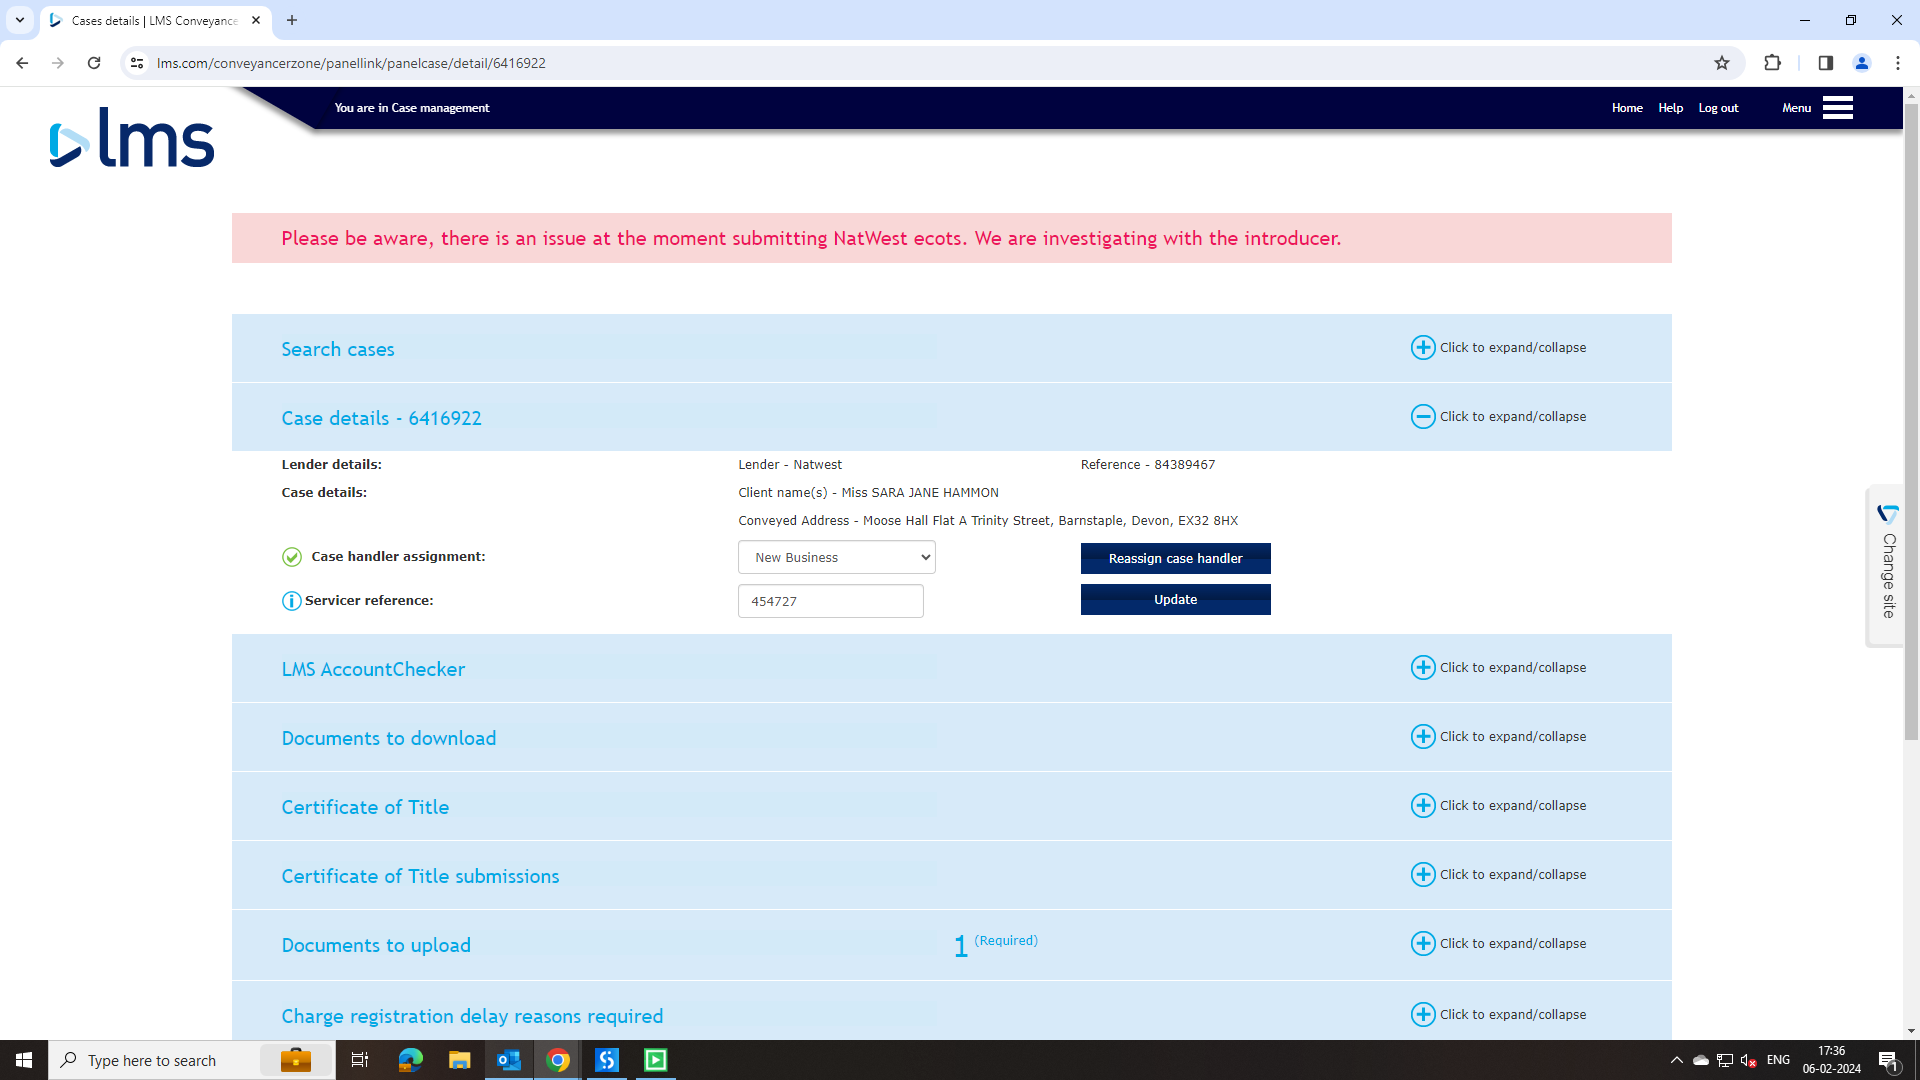 Cases details | LMS Conveyance
lms.com/conveyancerzone/panellink/panelcase/detail/6416922
You are in Case management
Home Help Log out Menu
lms
Please be aware, there is an issue at the moment submitting NatWest ecots. We are investigating with the introducer.
Search cases Click to expand/collapse
Case details - 6416922 Click to expand/collapse
Lender details: Lender - Natwest Reference - 84389467
Case details: Client name(s) - Miss SARA JANE HAMMON
Conveyed Address - Moose Hall Flat A Trinity Street, Barnstaple, Devon, EX32 8HX
Case handler assignment: New Business Reassign case handler
Servicer reference: 454727 Update
Change site
LMS AccountChecker Click to expand/collapse
Documents to download Click to expand/collapse
Certificate of Title Click to expand/collapse
Certificate of Title submissions Click to expand/collapse
Documents to upload 1 (Required) Click to expand/collapse
Charge registration delay reasons required Click to expand/collapse
Type here to search
ENG
17:36
06-02-2024
1